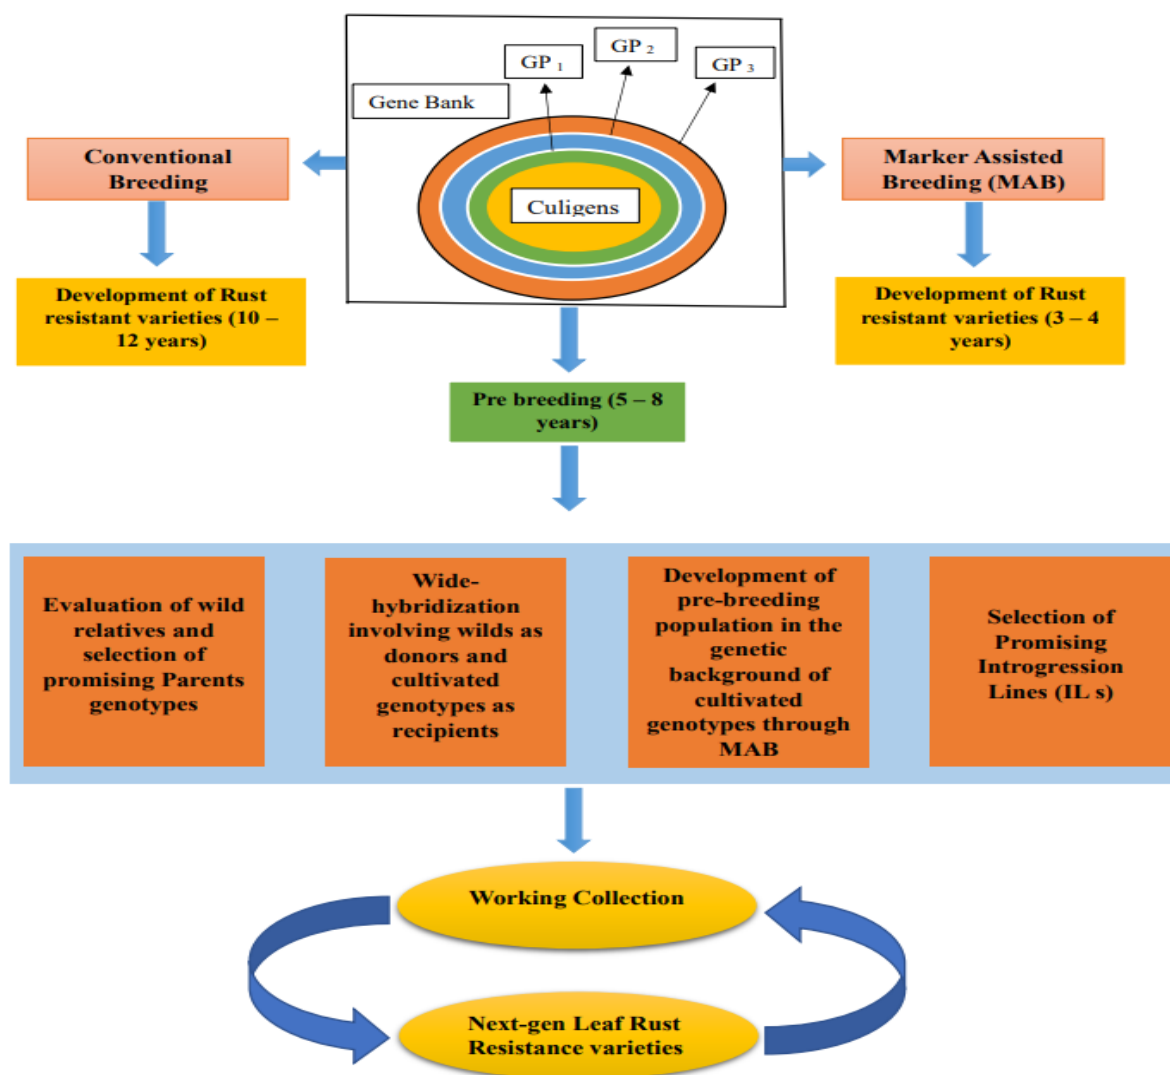 GP 1
GP 2
GP 3
Gene Bank
Culigens
Conventional
Breeding
Marker Assisted
Breeding (MAB)
Development of Rust
resistant varieties (10 –
12 years)
Development of Rust
resistant varieties (3 – 4
years)
Pre breeding (5 – 8
years)
Evaluation of wild
relatives and
selection of
promising Parents
genotypes
Wide-
hybridization
involving wilds as
donors and
cultivated
genotypes as
recipients
Development of
pre-breeding
population in the
genetic
background of
cultivated
genotypes through
MAB
Selection of
Promising
Introgression
Lines (IL s)
Working Collection
Next-gen Leaf Rust
Resistance varieties